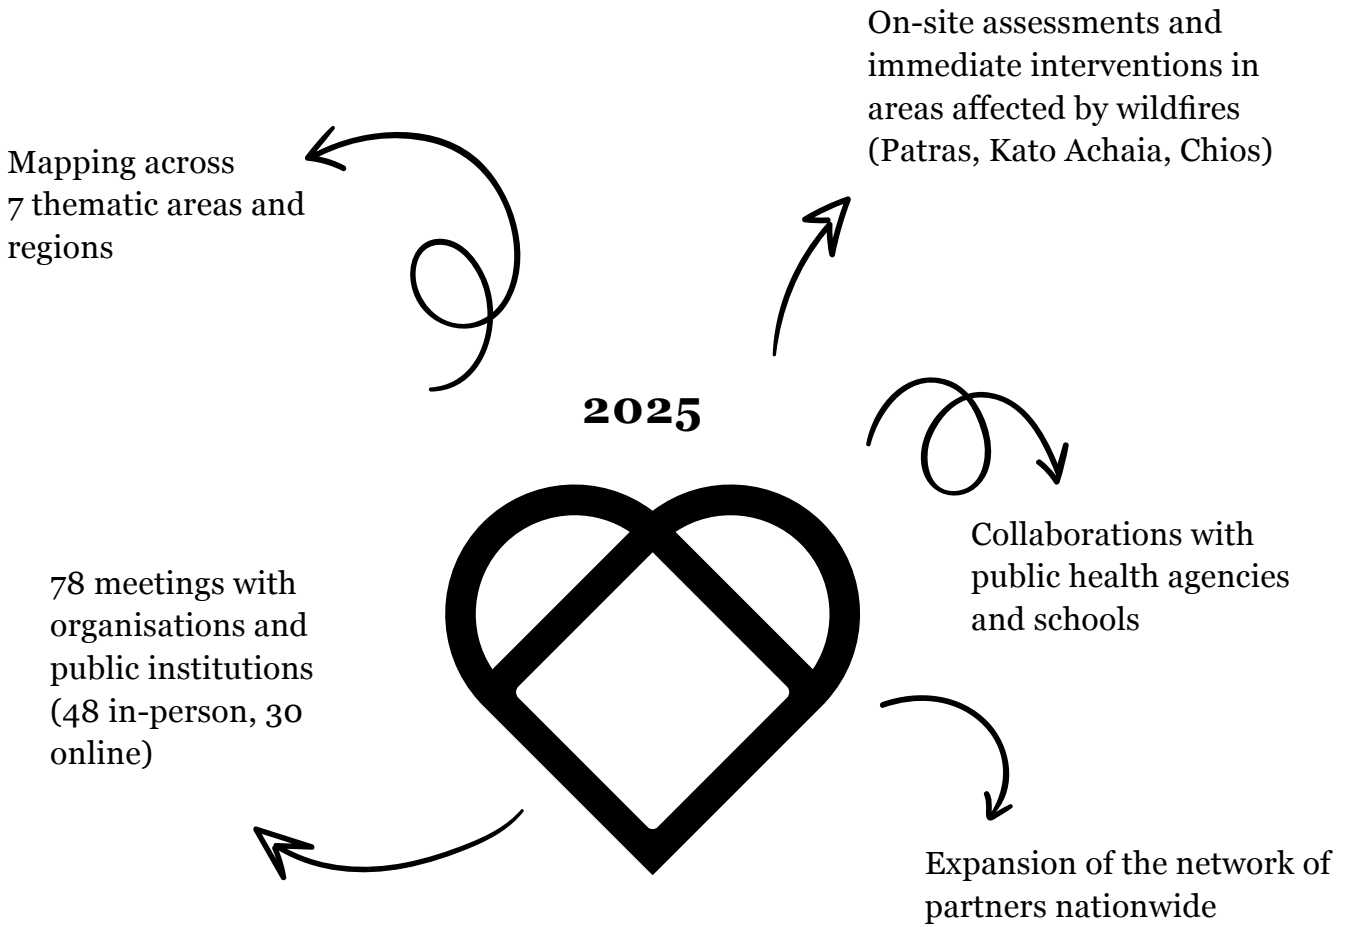 On-site assessments and
immediate interventions in
areas affected by wildfires
(Patras, Kato Achaia, Chios)
Mapping across
7 thematic areas and
regions
2025
Collaborations with
public health agencies
and schools
78 meetings with
organisations and
public institutions
(48 in-person, 30
online)
Expansion of the network of
partners nationwide